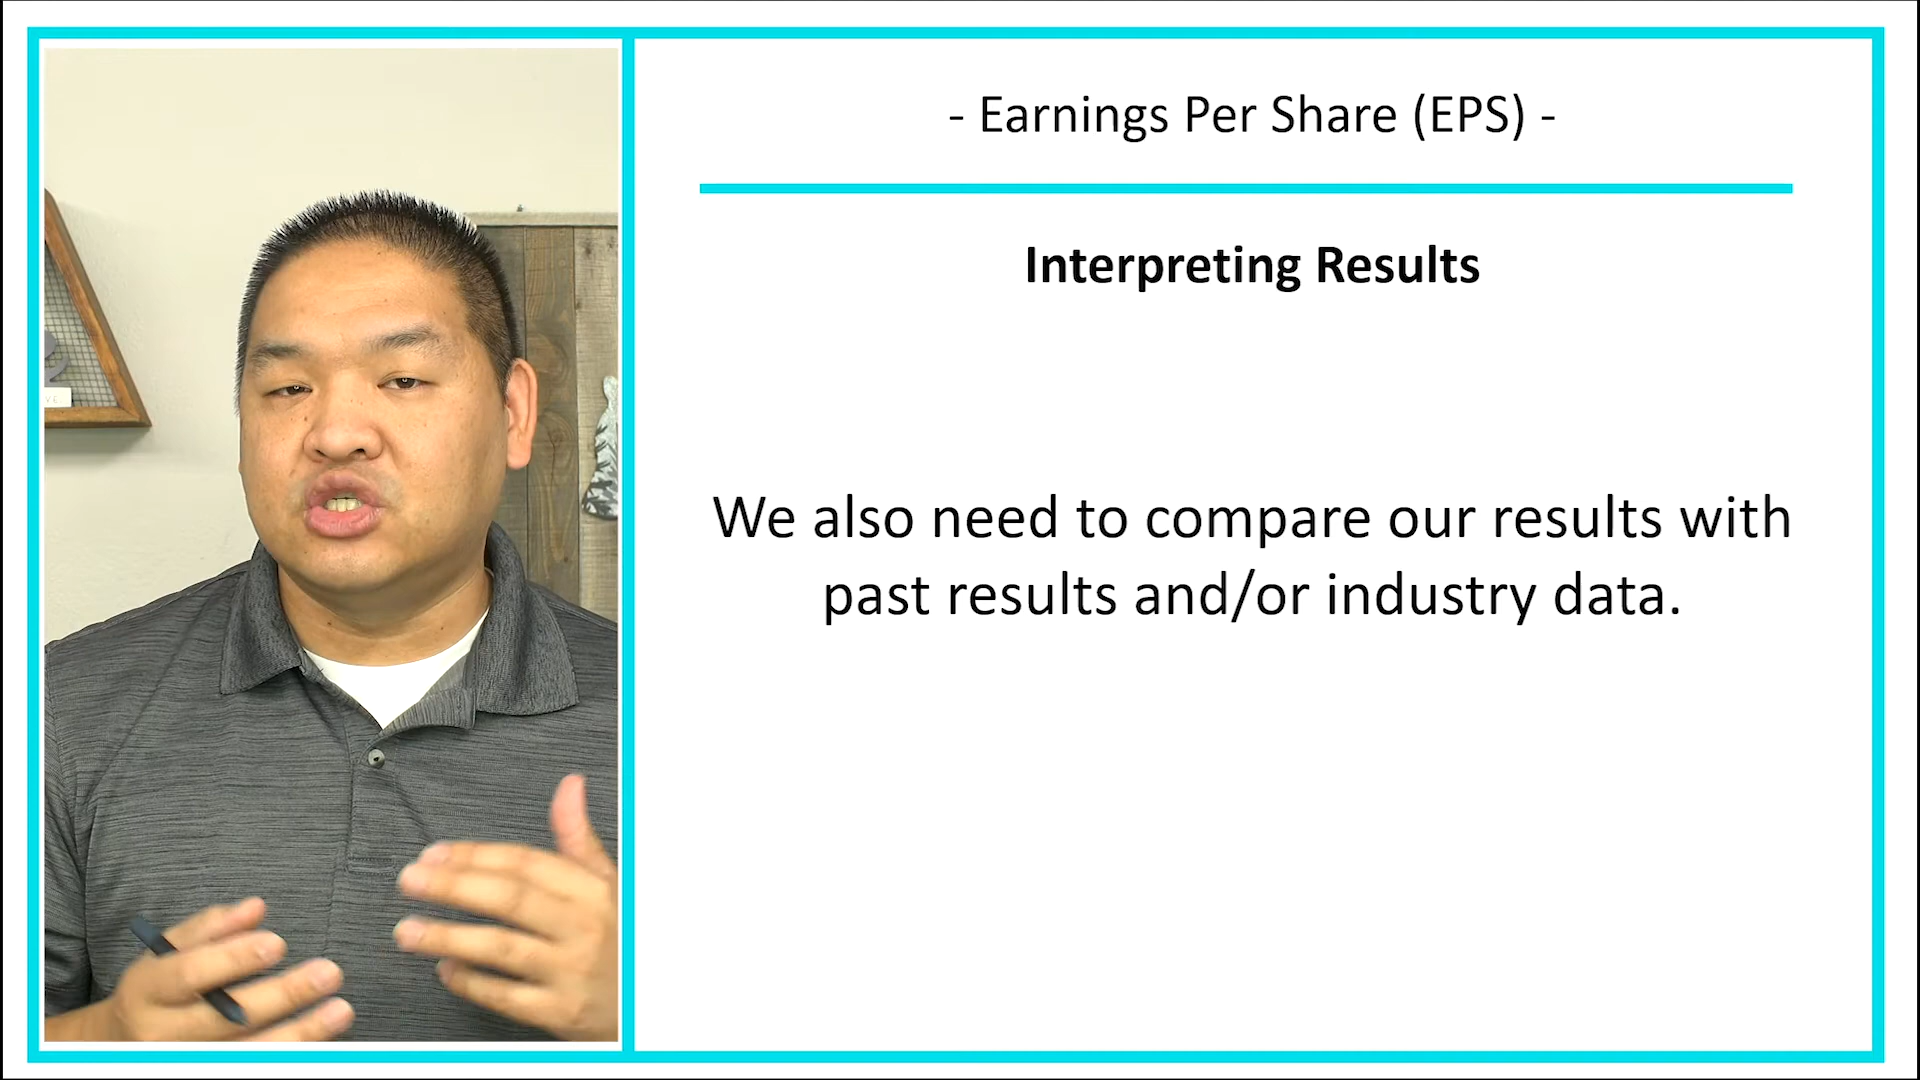 - Earnings Per Share (EPS) -
Interpreting Results
We also need to compare our results with
past results and/or industry data.